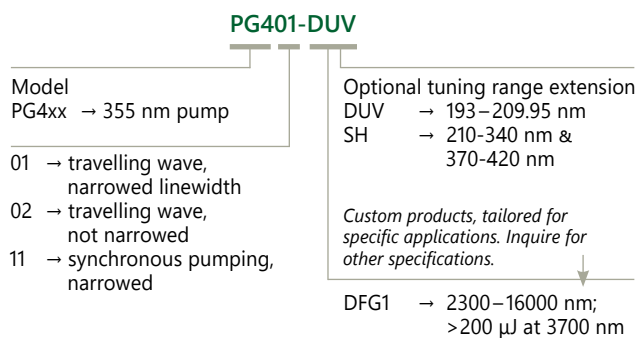 PG401-DUV
Model
PG4xx → 355 nm pump
01 → travelling wave,
narrowed linewidth
02 → travelling wave,
not narrowed
11 → synchronous pumping,
narrowed
Optional tuning range extension
DUV → 193–209.95 nm
SH → 210-340 nm &
370-420 nm
Custom products, tailored for
specific applications. Inquire for
other specifications.
DFG1 → 2300–16000 nm;
>200 µJ at 3700 nm